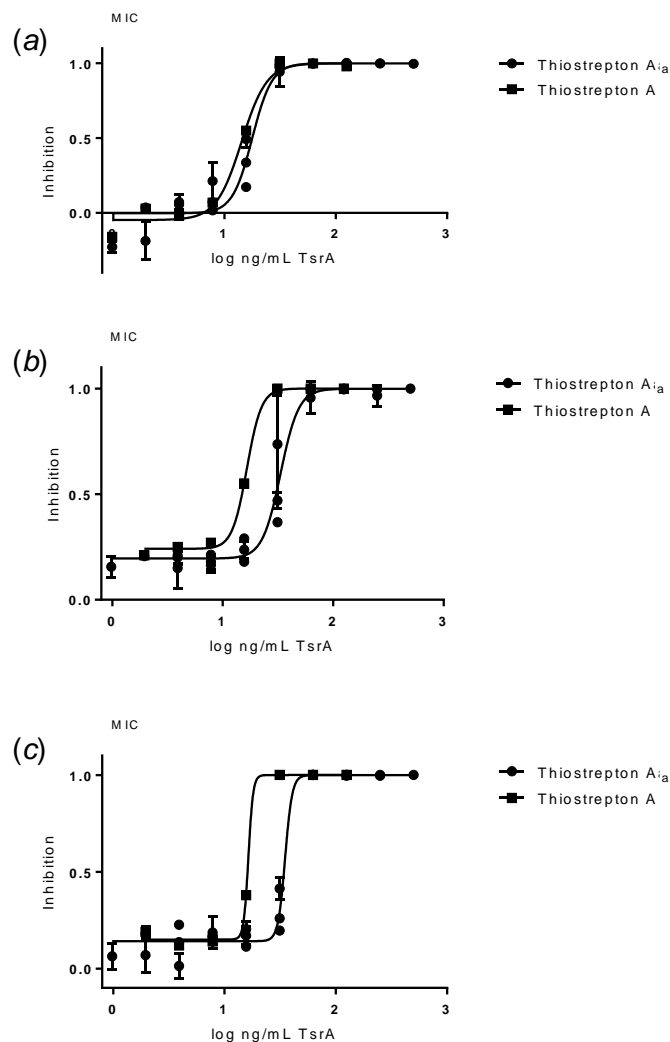 (a)
MIC
1.0
0.5
0.0
Inhibition
0
1
2
3
log ng/mL TsrA
Thiostrepton A
Thiostrepton A
(b)
MIC
1.0
0.5
0.0
Inhibition
0
1
2
3
log ng/mL TsrA
Thiostrepton A
Thiostrepton A
(c)
MIC
1.0
0.5
0.0
Inhibition
0
1
2
3
log ng/mL TsrA
Thiostrepton A
Thiostrepton A